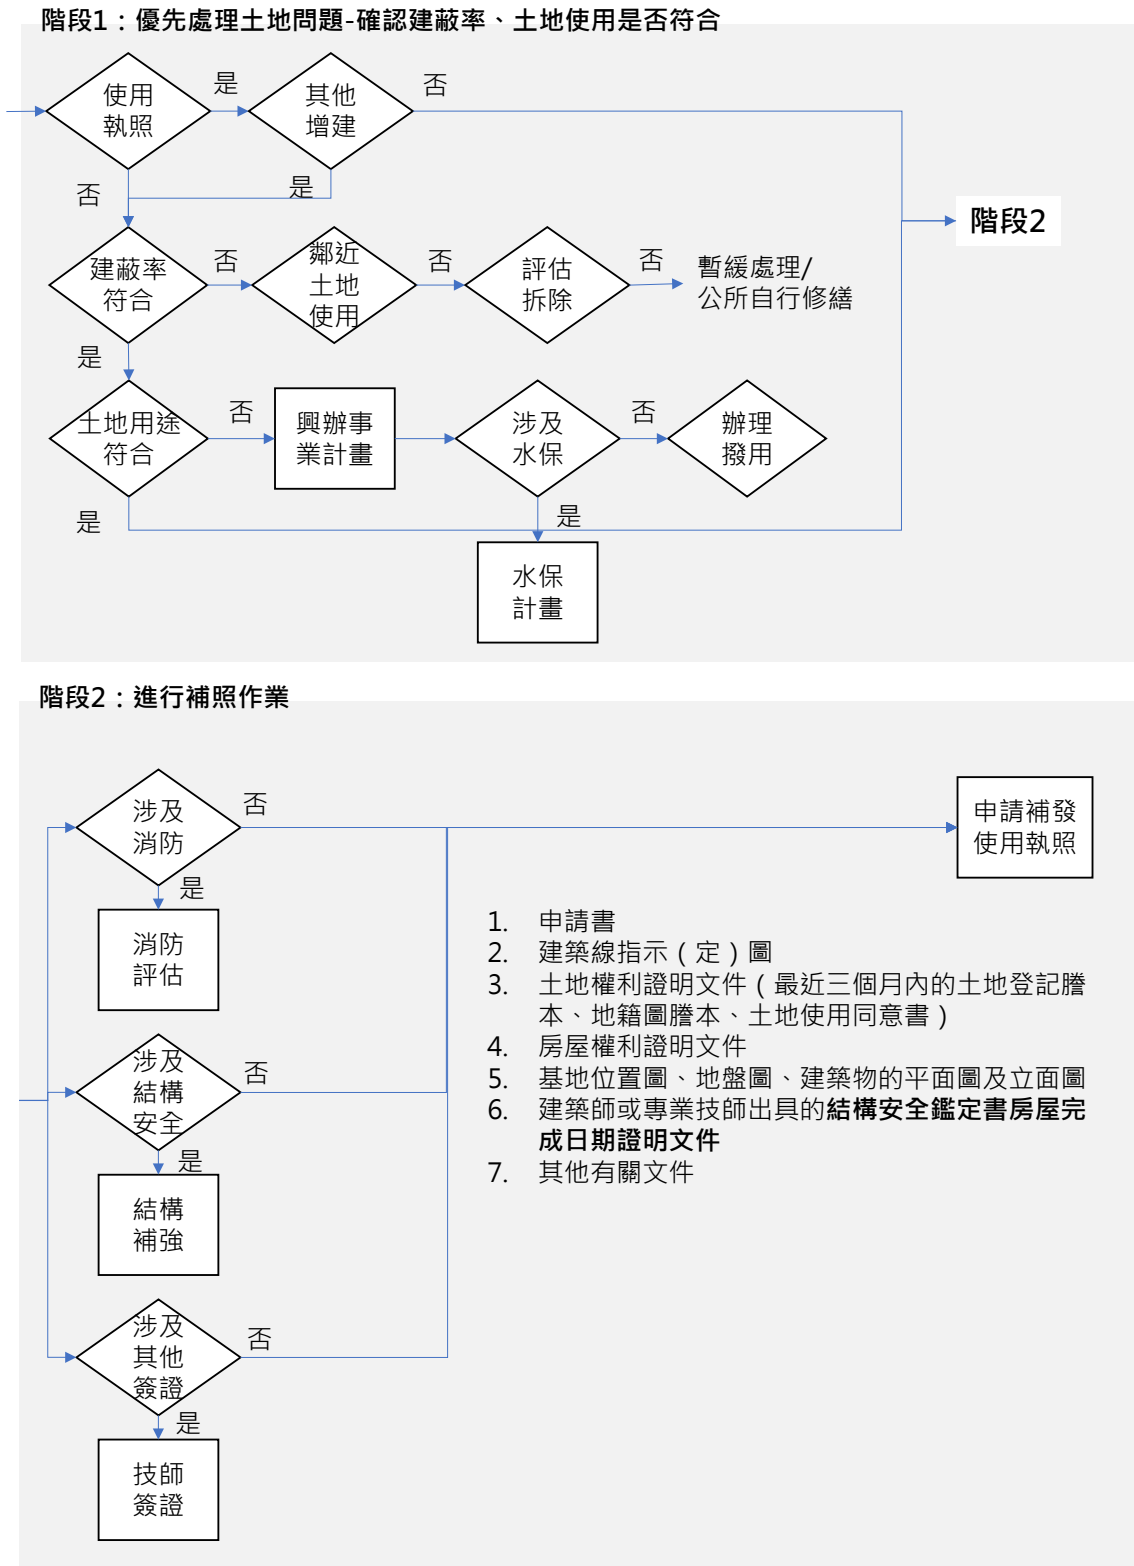 階段1：優先處理土地問題-確認建蔽率、土地使用是否符合
使用
執照
是
其他
增建
否
否
是
階段2
建蔽率
符合
否
鄰近
土地
使用
否
評估
拆除
否
暫緩處理/
公所自行修繕
是
土地用途
符合
否
興辦事
業計畫
涉及
水保
否
辦理
撥用
是
是
水保
計畫
階段2：進行補照作業
涉及
消防
否
申請補發
使用執照
是
消防
評估
1. 申請書
2. 建築線指示（定）圖
3. 土地權利證明文件（最近三個月內的土地登記謄
本、地籍圖謄本、土地使用同意書）
4. 房屋權利證明文件
5. 基地位置圖、地盤圖、建築物的平面圖及立面圖
6. 建築師或專業技師出具的結構安全鑑定書房屋完
成日期證明文件
7. 其他有關文件
涉及
結構
安全
否
是
結構
補強
涉及
其他
簽證
否
是
技師
簽證